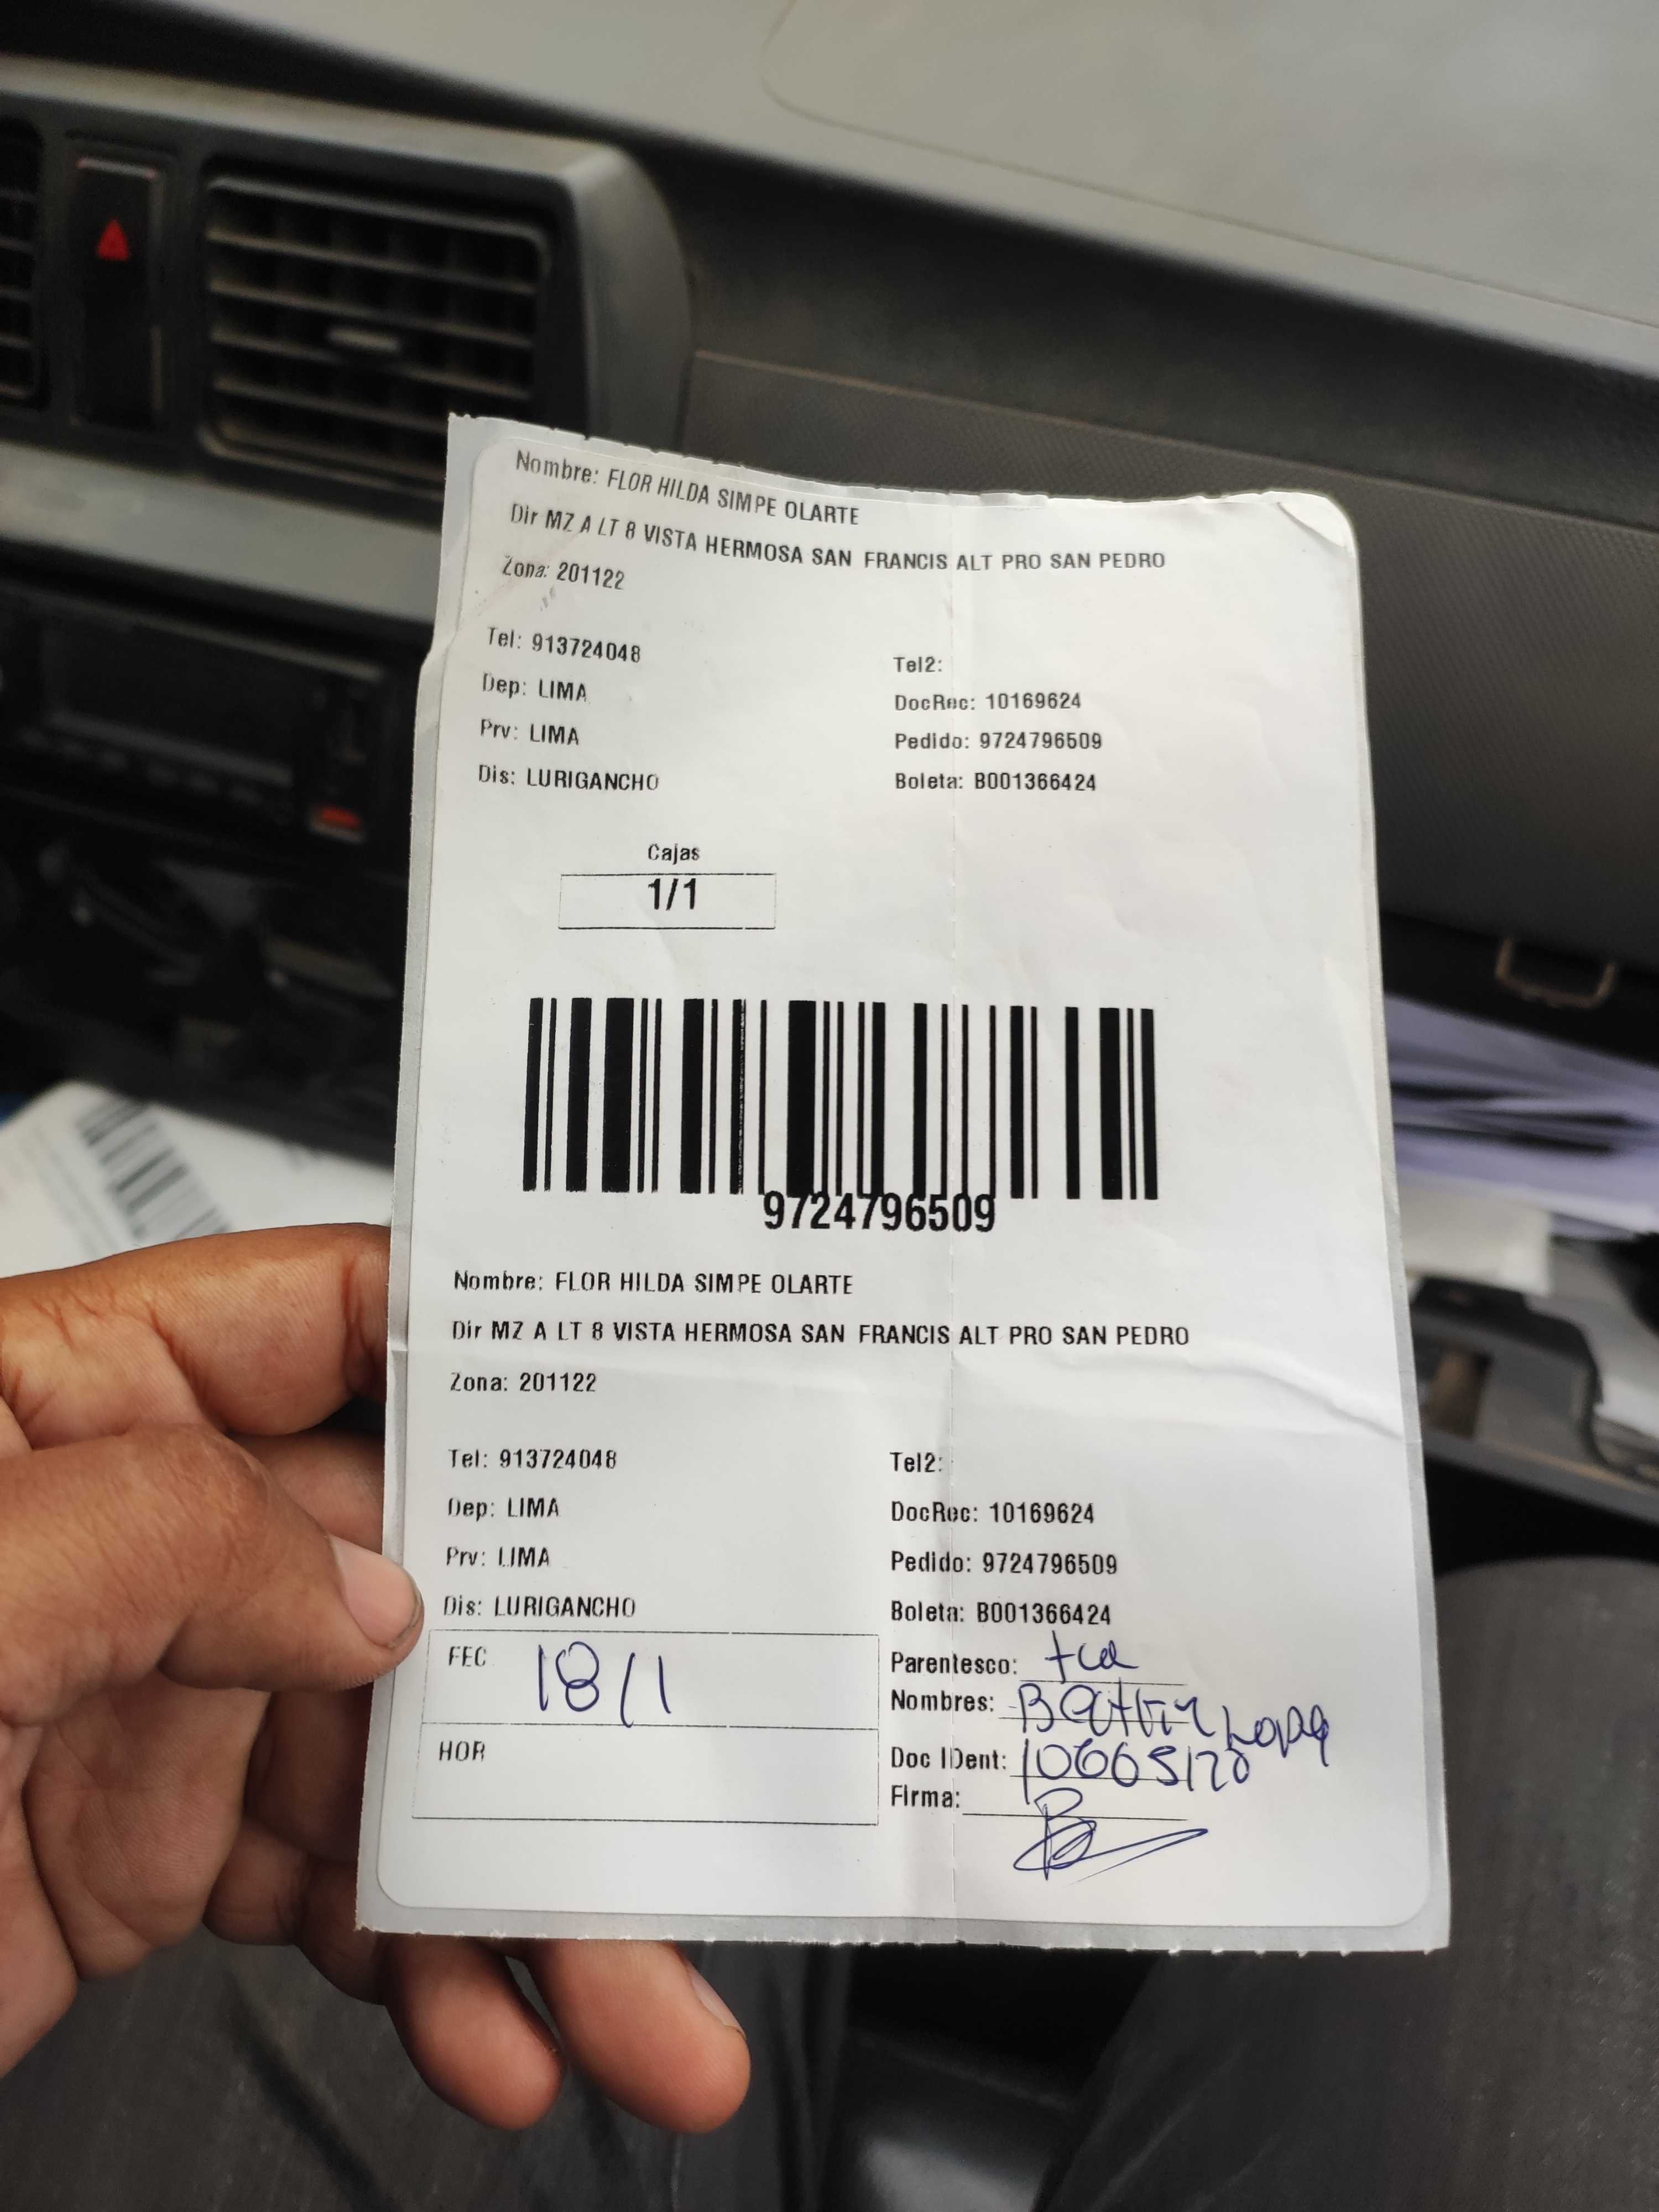 Nombre: FLOR HILDA SIMPE OLARTE
Dir MZ A LT 8 VISTA HERMOSA SAN FRANCIS ALT PRO SAN PEDRO
Zona: 201122
Tel: 913724048 Tel2:
Dep: LIMA DocRec: 10169624
Prv: LIMA Pedido: 9724796509
Dis: LURIGANCHO Boleta: B001366424
Cajas
1/1
9724796509
Nombre: FLOR HILDA SIMPE OLARTE
Dir MZ A LT 8 VISTA HERMOSA SAN FRANCIS ALT PRO SAN PEDRO
Zona: 201122
Tel: 913724048 Tel2:
Dep: LIMA DocRec: 10169624
Prv: LIMA Pedido: 9724796509
Dis: LURIGANCHO Boleta: B001366424
FEC 18/1 Parentesco:
Nombres:
HOR Doc IDent:
Firma: